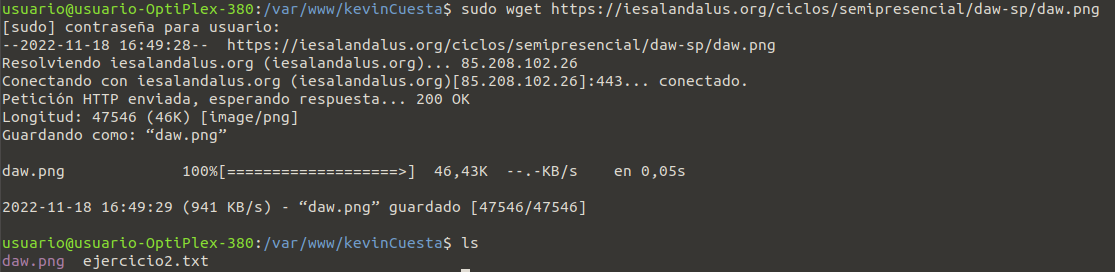 usuario@usuario-OptiPlex-380:/var/www/kevinCuesta$ sudo wget https://iesalandalus.org/ciclos/semipresencial/daw-sp/daw.png
[sudo] contraseña para usuario:
--2022-11-18 16:49:28--  https://iesalandalus.org/ciclos/semipresencial/daw-sp/daw.png
Resolviendo iesalandalus.org (iesalandalus.org)... 85.208.102.26
Conectando con iesalandalus.org (iesalandalus.org)[85.208.102.26]:443... conectado.
Petición HTTP enviada, esperando respuesta... 200 OK
Longitud: 47546 (46K) [image/png]
Guardando como: “daw.png”
daw.png             100%[===================>]  46,43K  --.-KB/s    en 0,05s
2022-11-18 16:49:29 (941 KB/s) - “daw.png” guardado [47546/47546]
usuario@usuario-OptiPlex-380:/var/www/kevinCuesta$ ls
daw.png  ejercicio2.txt